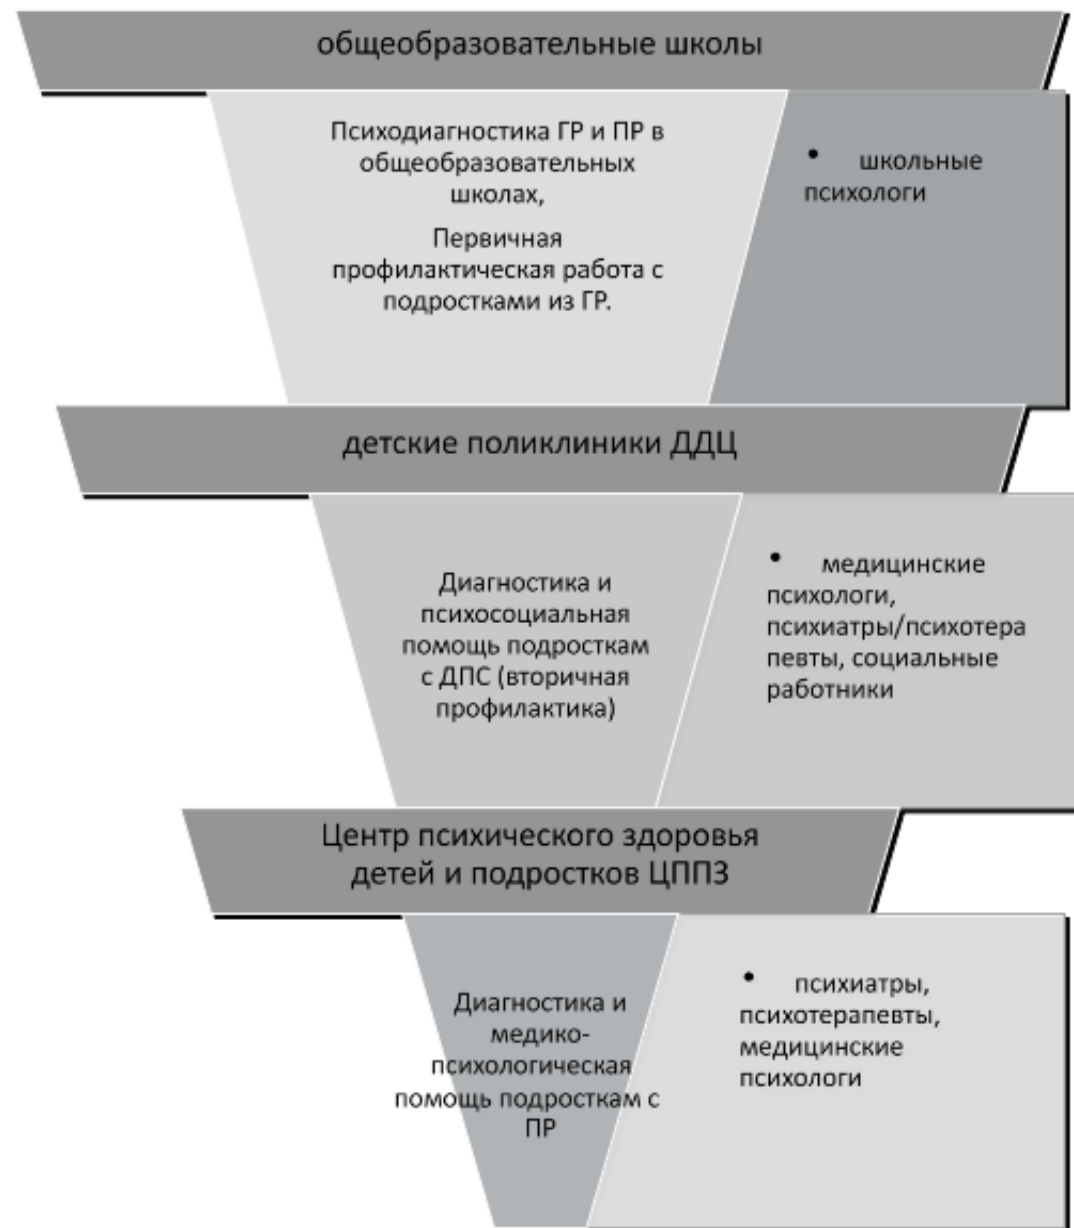 общеобразовательные школы
Психодиагностика ГР и ПР в
общеобразовательных
школах,
Первичная
профилактическая работа с
подростками из ГР.
• школьные
психологи
детские поликлиники ДДЦ
Диагностика и
психосоциальная
помощь подросткам
с ДПС (вторичная
профилактика)
• медицинские
психологи,
психиатры/психотера
певты, социальные
работники
Центр психического здоровья
детей и подростков ЦППЗ
Диагностика и
медико-
психологическая
помощь подросткам с
ПР
• психиатры,
психотерапевты,
медицинские
психологи